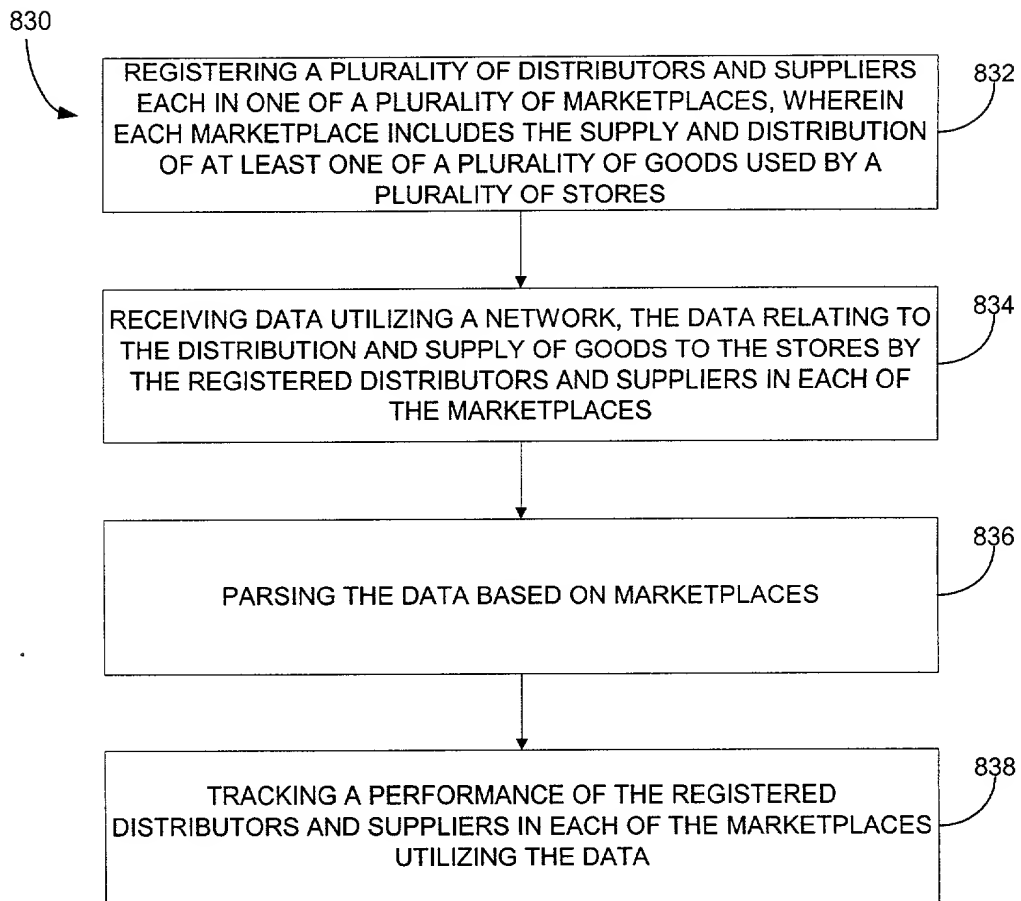 830
REGISTERING A PLURALITY OF DISTRIBUTORS AND SUPPLIERS
EACH IN ONE OF A PLURALITY OF MARKETPLACES, WHEREIN
EACH MARKETPLACE INCLUDES THE SUPPLY AND DISTRIBUTION
OF AT LEAST ONE OF A PLURALITY OF GOODS USED BY A
PLURALITY OF STORES
832
RECEIVING DATA UTILIZING A NETWORK, THE DATA RELATING TO
THE DISTRIBUTION AND SUPPLY OF GOODS TO THE STORES BY
THE REGISTERED DISTRIBUTORS AND SUPPLIERS IN EACH OF
THE MARKETPLACES
834
PARSING THE DATA BASED ON MARKETPLACES
836
TRACKING A PERFORMANCE OF THE REGISTERED
DISTRIBUTORS AND SUPPLIERS IN EACH OF THE MARKETPLACES
UTILIZING THE DATA
838